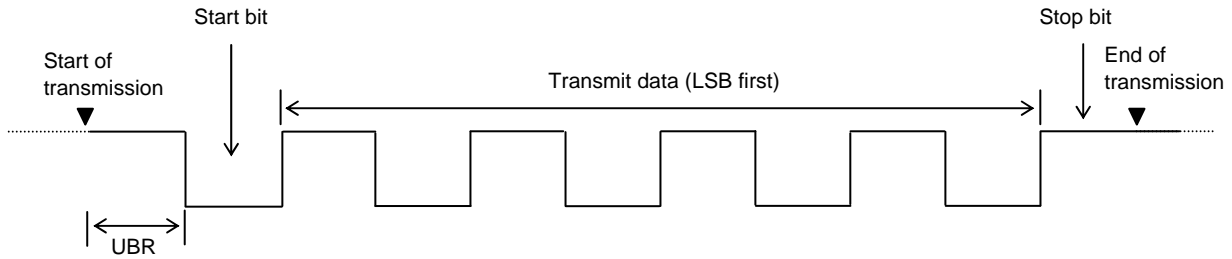 Start bit
Stop bit
Start of
transmission
End of
transmission
Transmit data (LSB first)
UBR